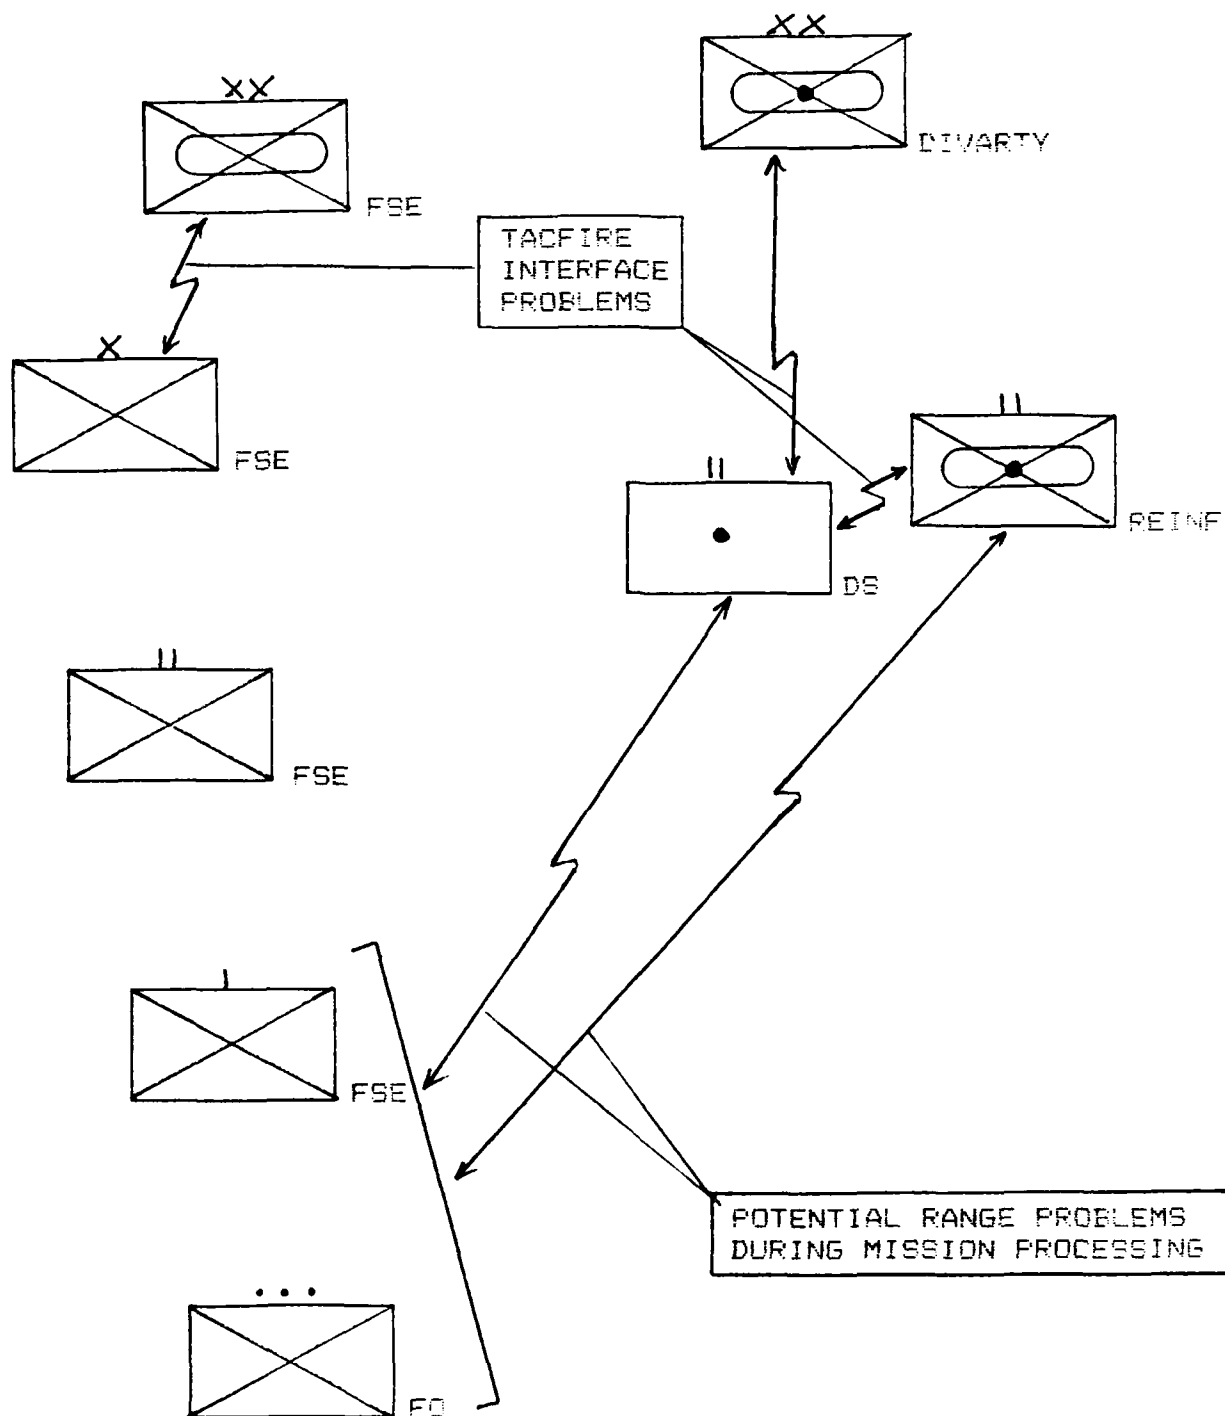 XX
XX
DIVARTY
FSE
TACFIRE
INTERFACE
PROBLEMS
X
FSE
II
REINF
II
DS
II
FSE
I
FSE
POTENTIAL RANGE PROBLEMS
DURING MISSION PROCESSING
...
FO